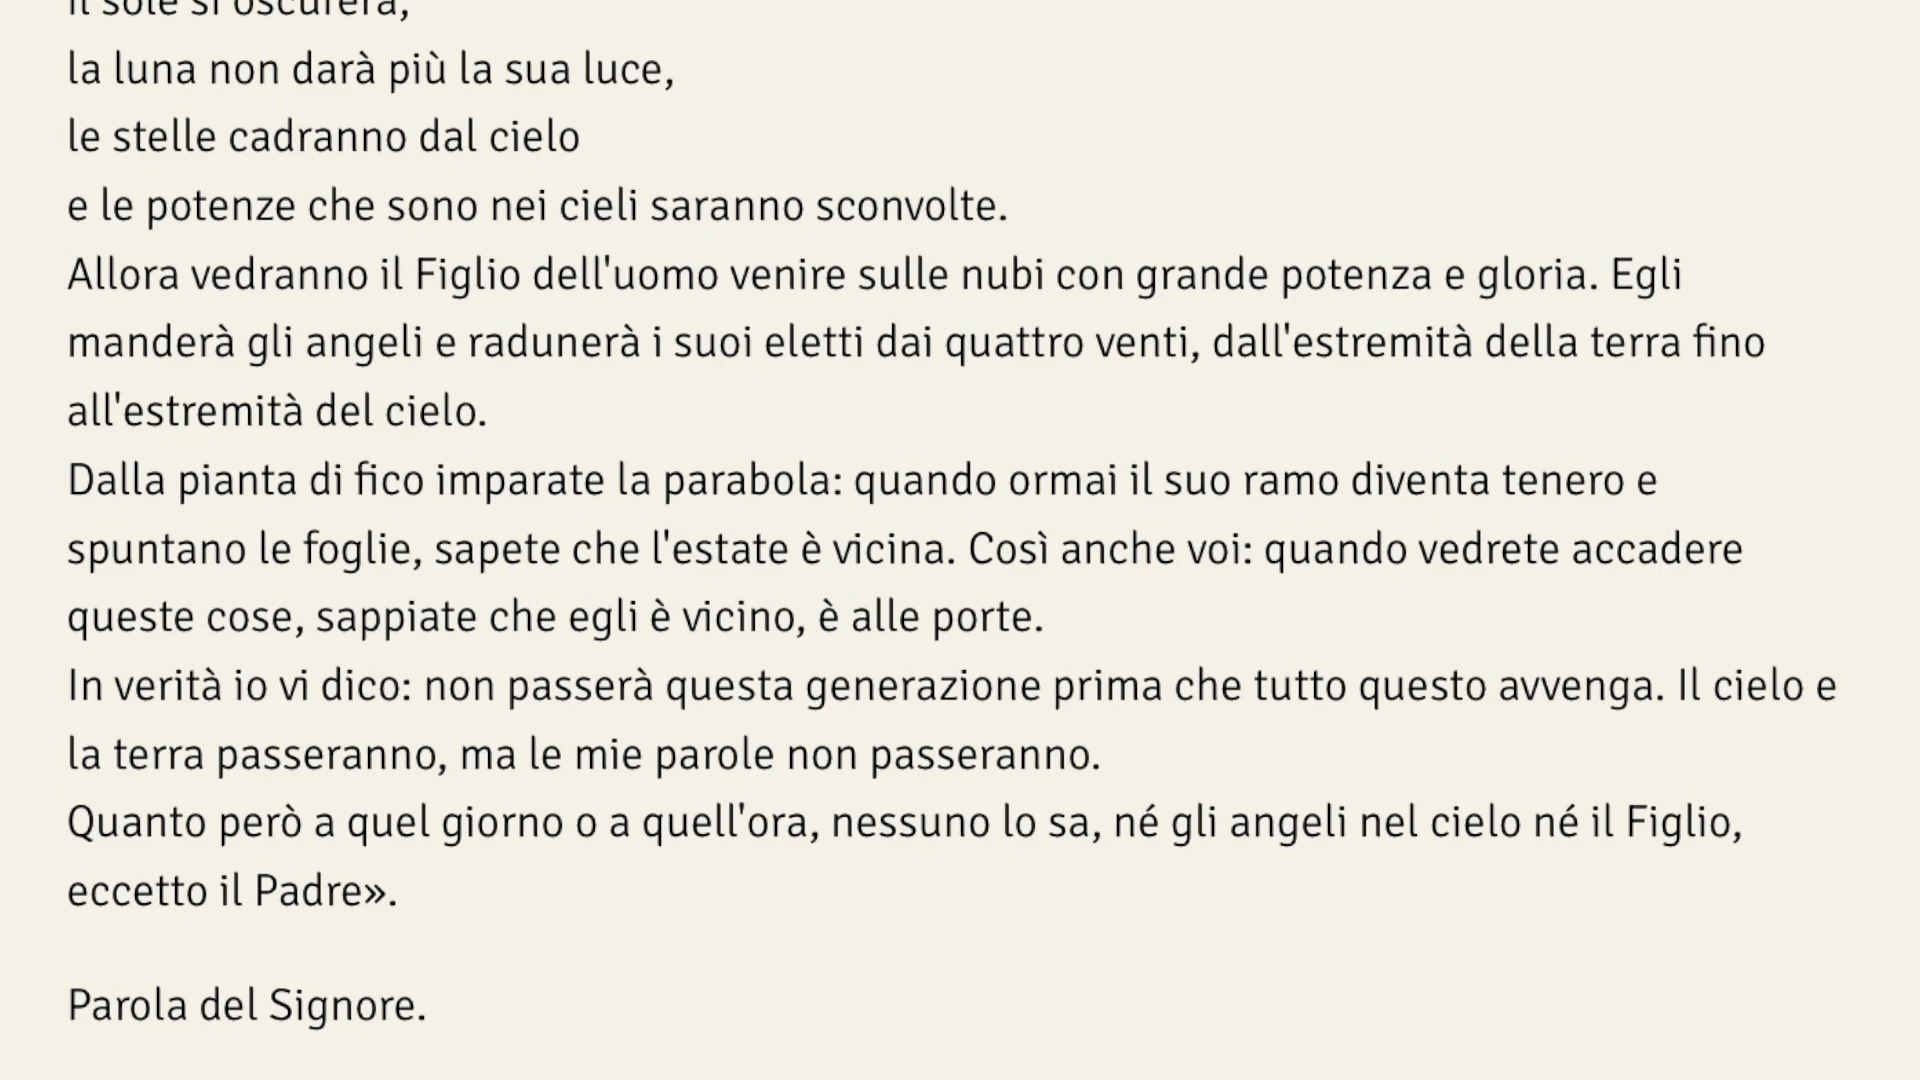 il sole si oscurerà,
la luna non darà più la sua luce,
le stelle cadranno dal cielo
e le potenze che sono nei cieli saranno sconvolte.
Allora vedranno il Figlio dell'uomo venire sulle nubi con grande potenza e gloria. Egli
manderà gli angeli e radunerà i suoi eletti dai quattro venti, dall'estremità della terra fino
all'estremità del cielo.
Dalla pianta di fico imparate la parabola: quando ormai il suo ramo diventa tenero e
spuntano le foglie, sapete che l'estate è vicina. Così anche voi: quando vedrete accadere
queste cose, sappiate che egli è vicino, è alle porte.
In verità io vi dico: non passerà questa generazione prima che tutto questo avvenga. Il cielo e
la terra passeranno, ma le mie parole non passeranno.
Quanto però a quel giorno o a quell'ora, nessuno lo sa, né gli angeli nel cielo né il Figlio,
eccetto il Padre».
Parola del Signore.